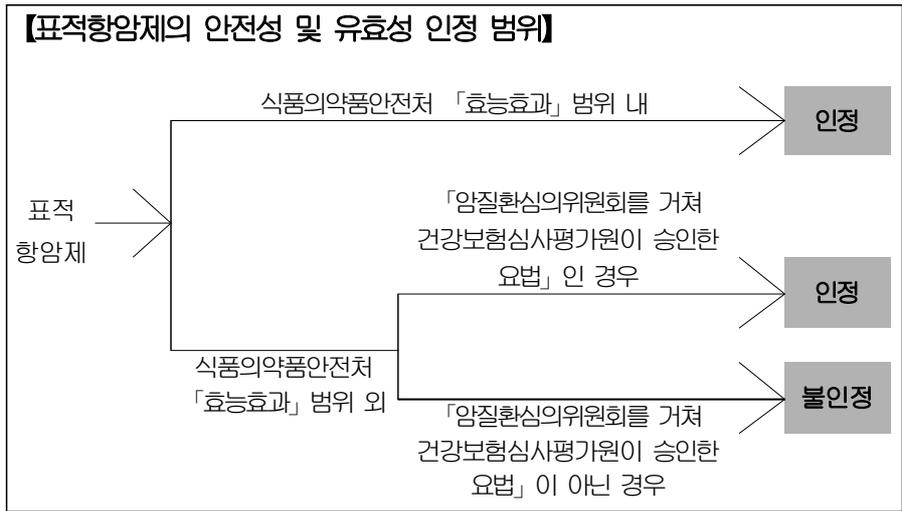 【표적항암제의 안전성 및 유효성 인정 범위】
식품의약품안전처 「효능효과」범위 내
인정
표적
항암제
「암질환심의위원회를 거쳐
건강보험심사평가원이 승인한
요법」인 경우
인정
식품의약품안전처
「효능효과」범위 외
불인정
「암질환심의위원회를 거쳐
건강보험심사평가원이 승인한
요법」이 아닌 경우